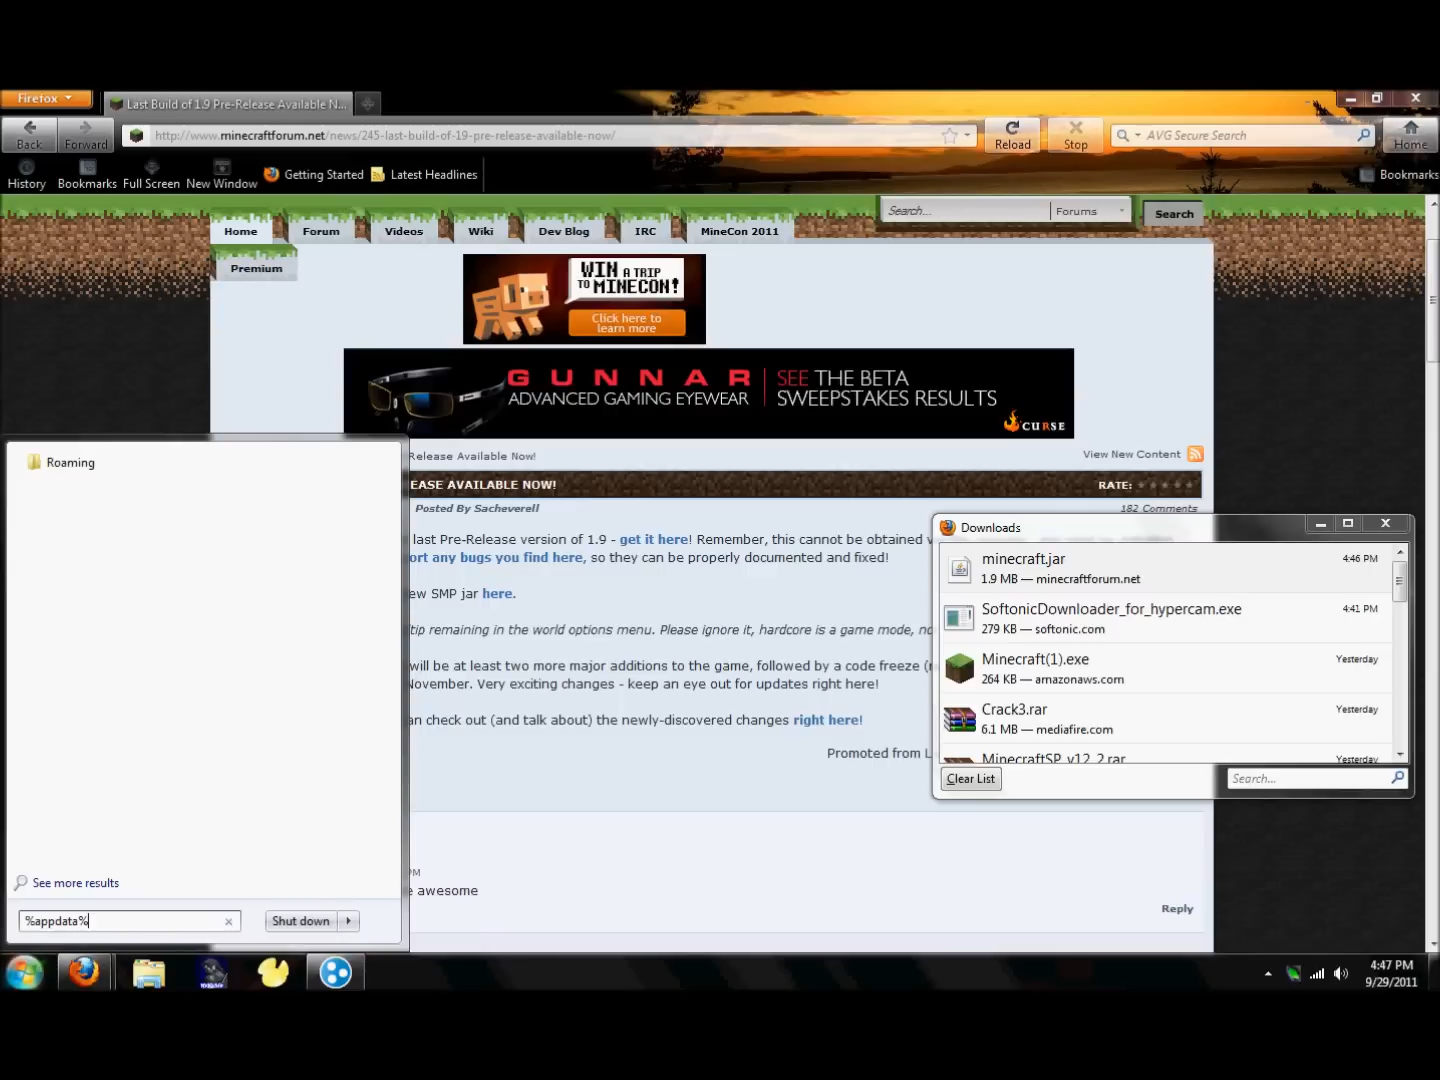 Firefox
Last Build of 1.9 Pre-Release Available N...
Back
Forward
http://www.minecraftforum.net/news/245-last-build-of-19-pre-release-available-now/
Reload
Stop
AVG Secure Search
Home
History
Bookmarks
Full Screen
New Window
Getting Started
Latest Headlines
Bookmarks
Search...
Forums
Search
Home
Forum
Videos
Wiki
Dev Blog
IRC
MineCon 2011
Premium
WIN A TRIP
TO MINECON!
Click here to
learn more
GUNNAR
ADVANCED GAMING EYEWEAR
SEE THE BETA
SWEEPSTAKES RESULTS
CURSE
Release Available Now!
View New Content
EASE AVAILABLE NOW!
RATE:
Posted By Sacheverell
182 Comments
last Pre-Release version of 1.9 - get it here! Remember, this cannot be obtained
ort any bugs you find here, so they can be properly documented and fixed!
ew SMP jar here.
tip remaining in the world options menu. Please ignore it, hardcore is a game mode, no
will be at least two more major additions to the game, followed by a code freeze
November. Very exciting changes - keep an eye out for updates right here!
an check out (and talk about) the newly-discovered changes right here!
Promoted from L
PM
e awesome
Reply
Roaming
See more results
%appdata%
Shut down
Downloads
minecraft.jar
4:46 PM
1.9 MB — minecraftforum.net
SoftonicDownloader_for_hypercam.exe
4:41 PM
279 KB — softonic.com
Minecraft(1).exe
Yesterday
264 KB — amazonaws.com
Crack3.rar
Yesterday
6.1 MB — mediafire.com
MinecraftSP_v12_2.rar
Yesterday
Clear List
Search...
4:47 PM
9/29/2011